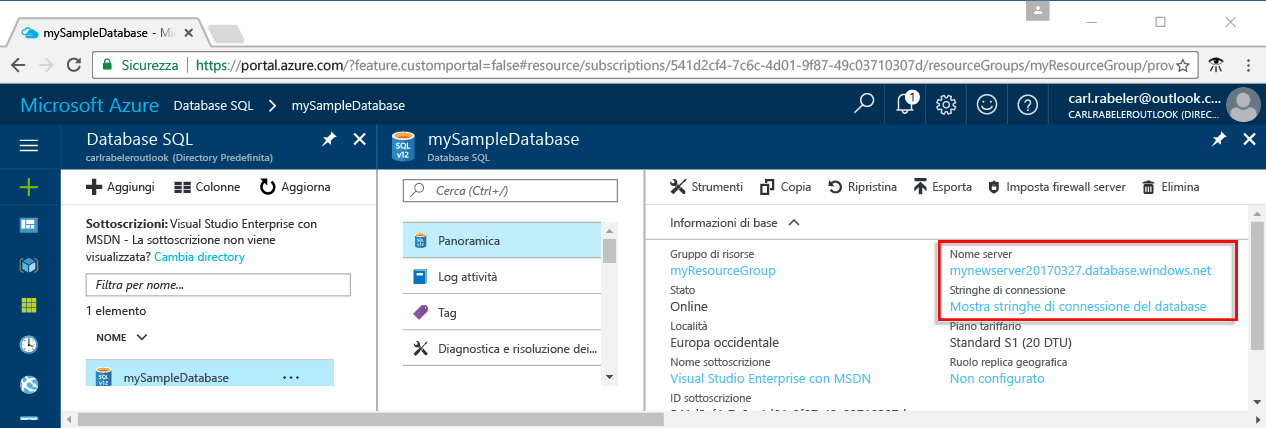 mySampleDatabase - Mi
Sicurezza
https://portal.azure.com/?feature.customportal=false#resource/subscriptions/541d2cf4-7c6c-4d01-9f87-49c03710307d/resourceGroups/myResourceGroup/prov
Microsoft Azure
Database SQL
mySampleDatabase
1
carl.rabeler@outlook.c...
CARLRABELEROUTLOOK (DIREC...
Database SQL
carlrabeleroutlook (Directory Predefinita)
Aggiungi
Colonne
Aggiorna
Sottoscrizioni: Visual Studio Enterprise con
MSDN - La sottoscrizione non viene
visualizzata? Cambia directory
Filtra per nome...
1 elemento
NOME
SQL
v12
mySampleDatabase
...
SQL
v12
mySampleDatabase
Database SQL
Cerca (Ctrl+/)
SQL
Panoramica
Log attività
Tag
Diagnostica e risoluzione dei...
Strumenti
Copia
Ripristina
Esporta
Imposta firewall server
Elimina
Informazioni di base
Gruppo di risorse
myResourceGroup
Stato
Online
Località
Europa occidentale
Nome sottoscrizione
Visual Studio Enterprise con MSDN
ID sottoscrizione
Nome server
mynewserver20170327.database.windows.net
Stringhe di connessione
Mostra stringhe di connessione del database
Piano tariffario
Standard S1 (20 DTU)
Ruolo replica geografica
Non configurato